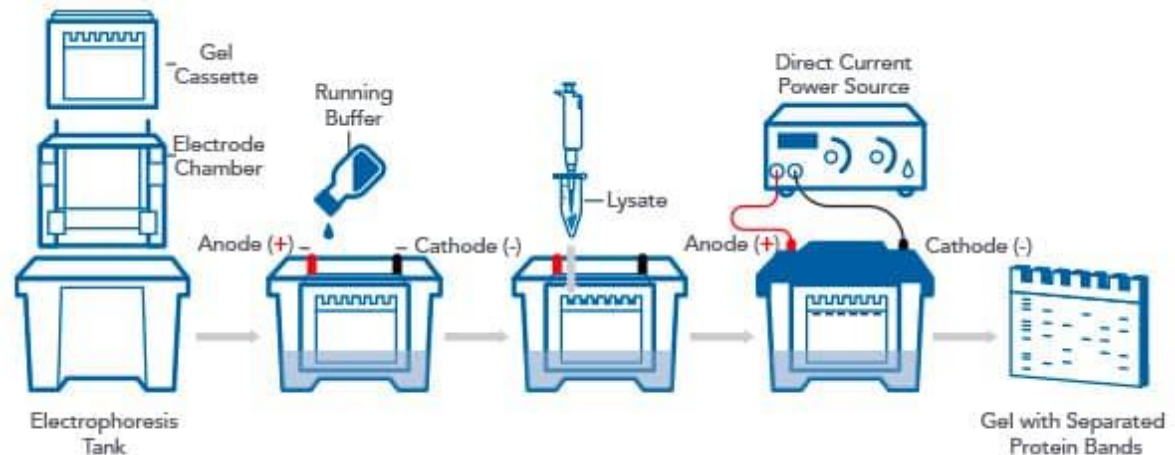 Gel
Cassette
Electrode
Chamber
Electrophoresis
Tank
Running
Buffer
Anode (+)
Cathode (-)
Lysate
Direct Current
Power Source
Anode (+)
Cathode (-)
Gel with Separated
Protein Bands